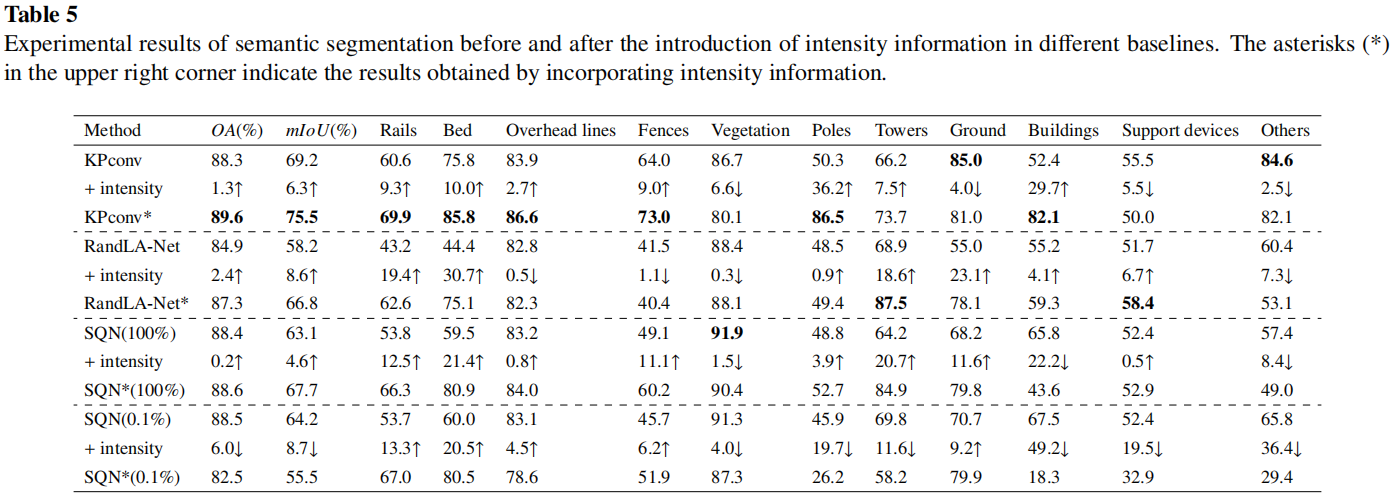 Table 5
Experimental results of semantic segmentation before and after the introduction of intensity information in different baselines. The asterisks (*)
in the upper right corner indicate the results obtained by incorporating intensity information.
Method OA(%) mIoU(%) Rails Bed Overhead lines Fences Vegetation Poles Towers Ground Buildings Support devices Others
KPconv 88.3 69.2 60.6 75.8 83.9 64.0 86.7 50.3 66.2 85.0 52.4 55.5 84.6
+ intensity 1.3↑ 6.3↑ 9.3↑ 10.0↑ 2.7↑ 9.0↑ 6.6↓ 36.2↑ 7.5↑ 4.0↓ 29.7↑ 5.5↓ 2.5↓
KPconv* 89.6 75.5 69.9 85.8 86.6 73.0 80.1 86.5 73.7 81.0 82.1 50.0 82.1
RandLA-Net 84.9 58.2 43.2 44.4 82.8 41.5 88.4 48.5 68.9 55.0 55.2 51.7 60.4
+ intensity 2.4↑ 8.6↑ 19.4↑ 30.7↑ 0.5↓ 1.1↓ 0.3↓ 0.9↑ 18.6↑ 23.1↑ 4.1↑ 6.7↑ 7.3↓
RandLA-Net* 87.3 66.8 62.6 75.1 82.3 40.4 88.1 49.4 87.5 78.1 59.3 58.4 53.1
SQN(100%) 88.4 63.1 53.8 59.5 83.2 49.1 91.9 48.8 64.2 68.2 65.8 52.4 57.4
+ intensity 0.2↑ 4.6↑ 12.5↑ 21.4↑ 0.8↑ 11.1↑ 1.5↓ 3.9↑ 20.7↑ 11.6↑ 22.2↓ 0.5↑ 8.4↓
SQN*(100%) 88.6 67.7 66.3 80.9 84.0 60.2 90.4 52.7 84.9 79.8 43.6 52.9 49.0
SQN(0.1%) 88.5 64.2 53.7 60.0 83.1 45.7 91.3 45.9 69.8 70.7 67.5 52.4 65.8
+ intensity 6.0↓ 8.7↓ 13.3↑ 20.5↑ 4.5↑ 6.2↑ 4.0↓ 19.7↓ 11.6↓ 9.2↑ 49.2↓ 19.5↓ 36.4↓
SQN*(0.1%) 82.5 55.5 67.0 80.5 78.6 51.9 87.3 26.2 58.2 79.9 18.3 32.9 29.4